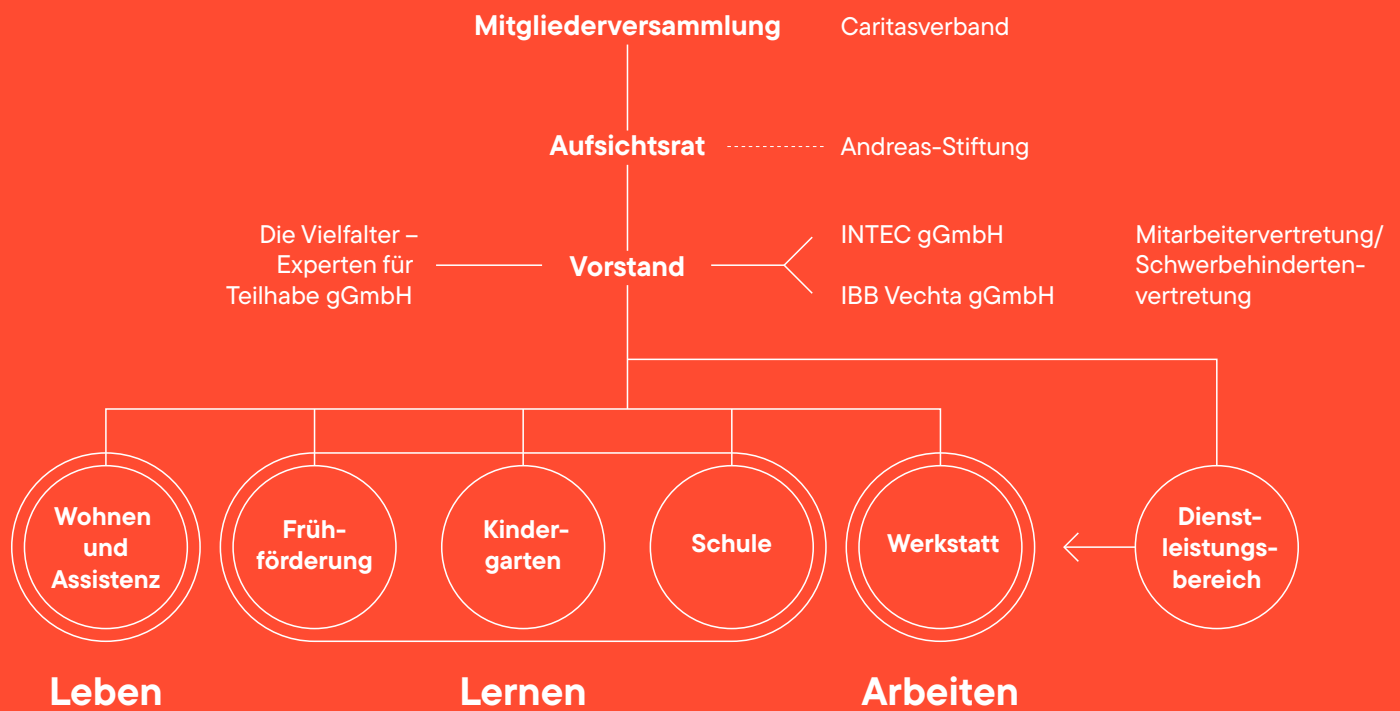 Mitgliederversammlung
Caritasverband
Aufsichtsrat
Andreas-Stiftung
Die Vielfalter –
Experten für
Teilhabe gGmbH
Vorstand
INTEC gGmbH
IBB Vechta gGmbH
Mitarbeitervertretung/
Schwerbehinderten-
vertretung
Wohnen
und
Assistenz
Früh-
förderung
Kinder-
garten
Schule
Werkstatt
Dienst-
leistungs-
bereich
Leben
Lernen
Arbeiten